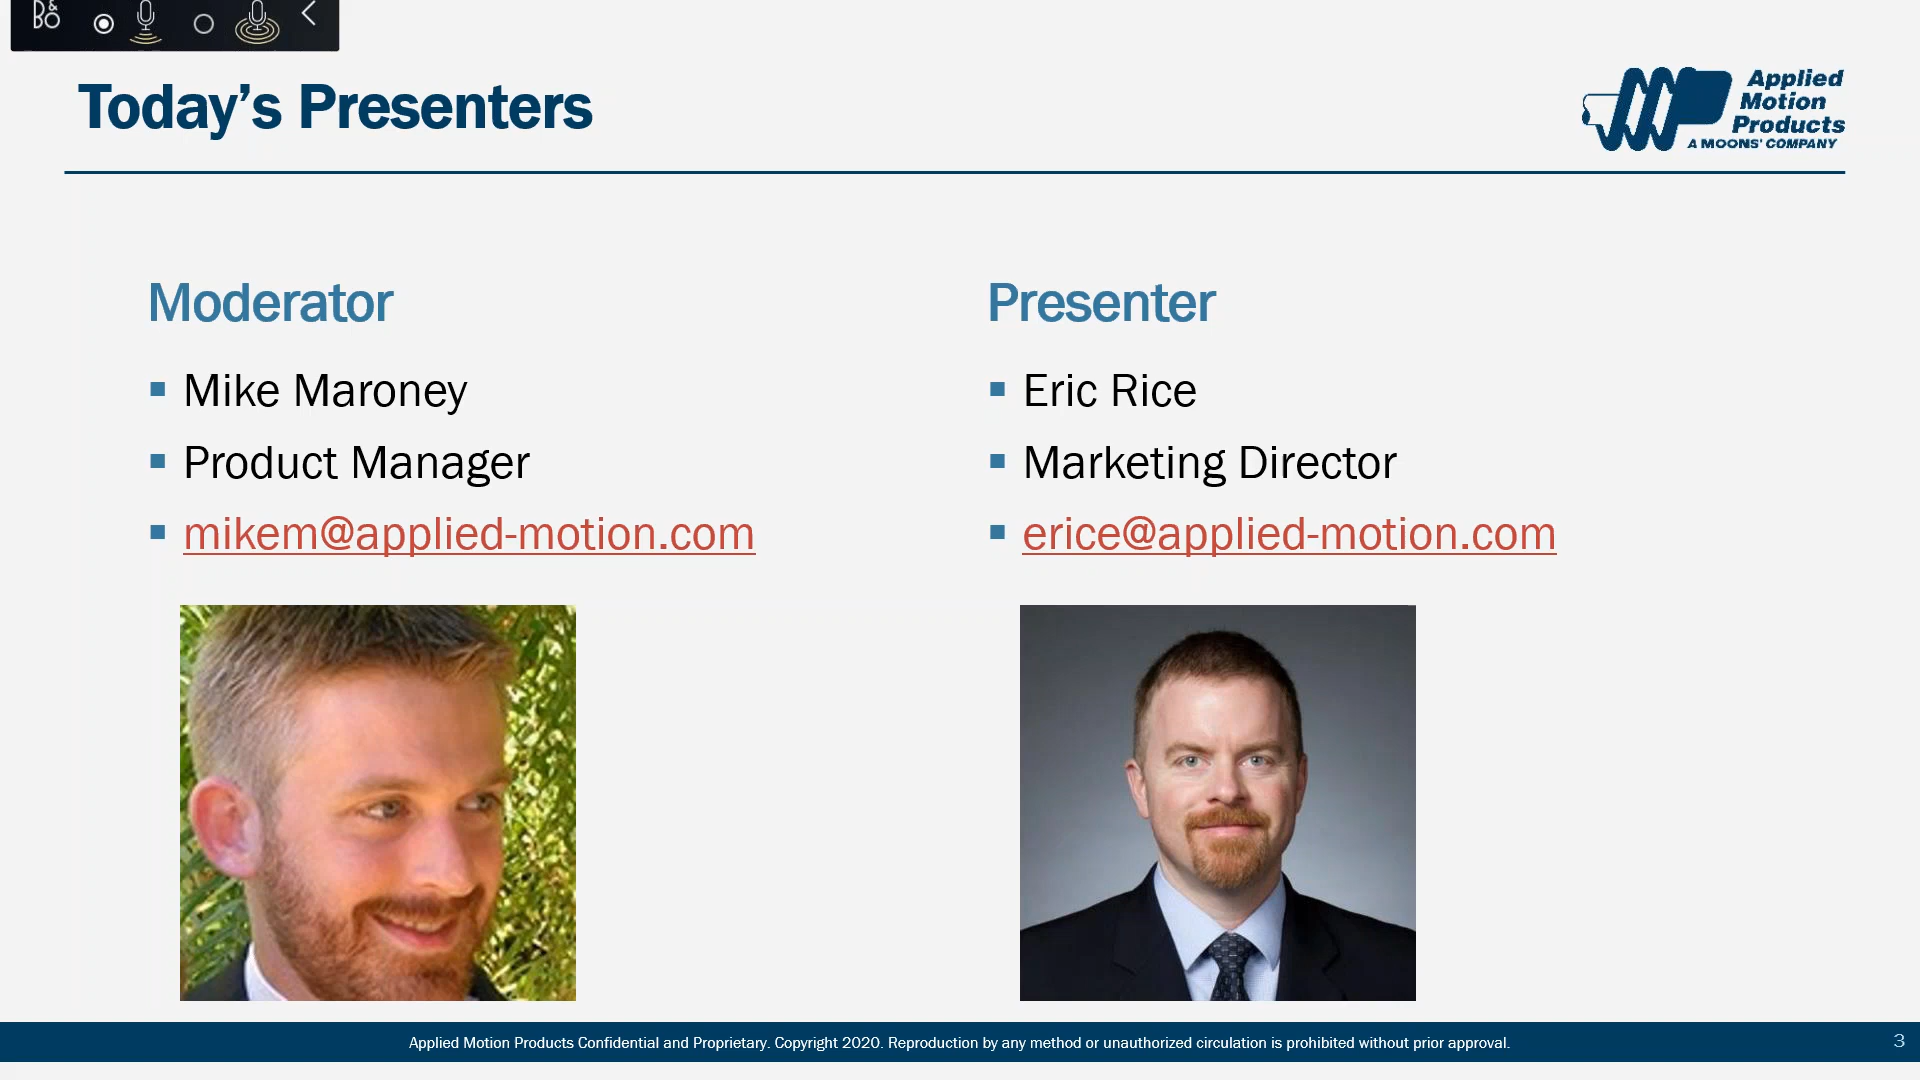 B&O
Today’s Presenters
Applied
Motion
Products
A MOONS' COMPANY
Moderator
Mike Maroney
Product Manager
mikem@applied-motion.com
Presenter
Eric Rice
Marketing Director
erice@applied-motion.com
Applied Motion Products Confidential and Proprietary. Copyright 2020. Reproduction by any method or unauthorized circulation is prohibited without prior approval.
3